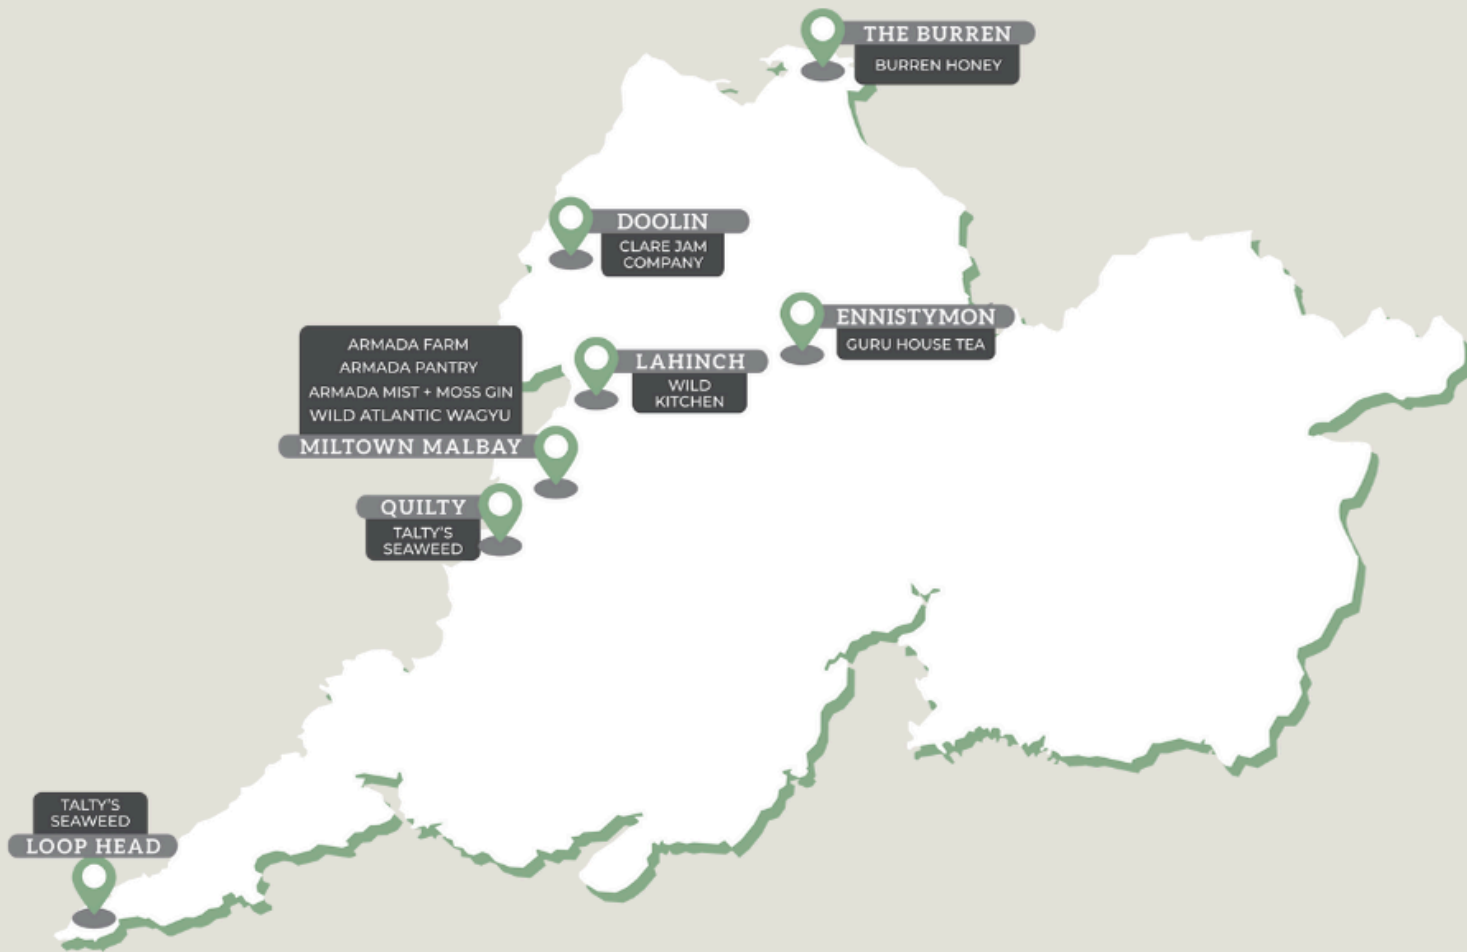 THE BURREN
BURREN HONEY
DOOLIN
CLARE JAM
COMPANY
ENNISTYMON
GURU HOUSE TEA
ARMADA FARM
ARMADA PANTRY
ARMADA MIST + MOSS GIN
WILD ATLANTIC WAGYU
MILTOWN MALBAY
LAHINCH
WILD
KITCHEN
QUILTY
TALTY'S
SEAWEED
TALTY'S
SEAWEED
LOOP HEAD